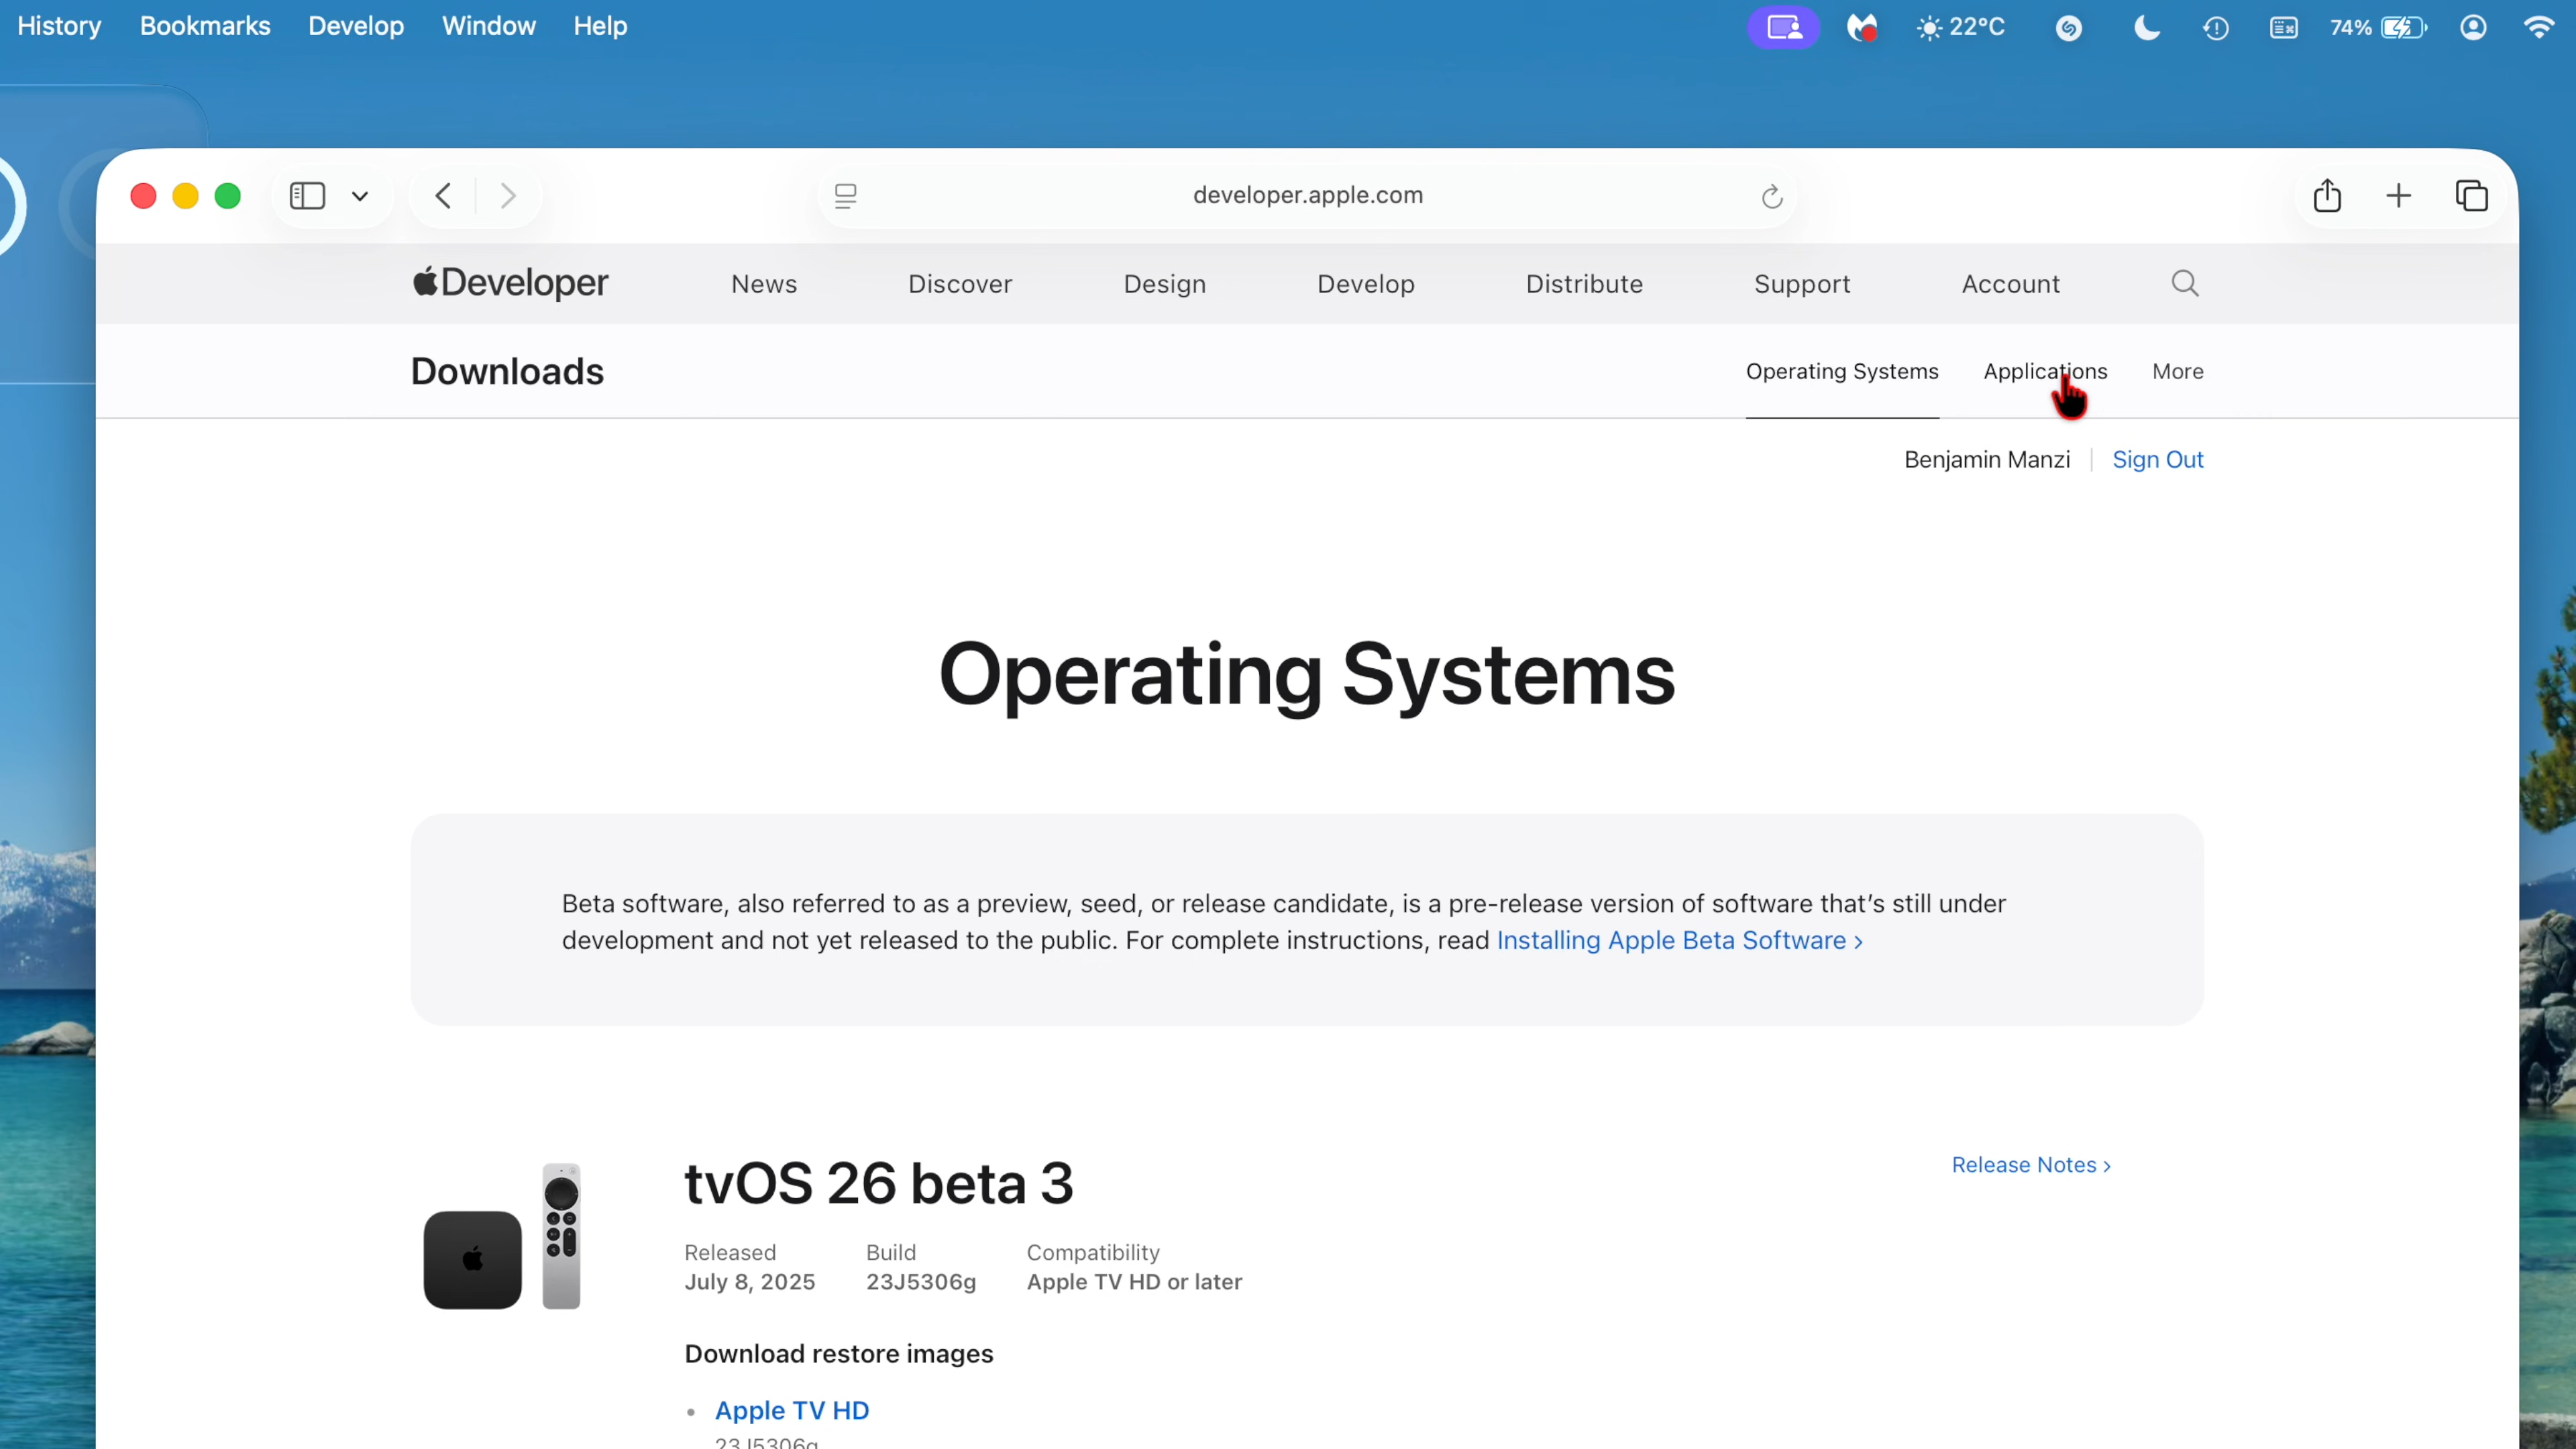 History Bookmarks Develop Window Help 22°C 74%
developer.apple.com
Developer News Discover Design Develop Distribute Support Account
Downloads Operating Systems Applications More
Benjamin Manzi Sign Out
Operating Systems
Beta software, also referred to as a preview, seed, or release candidate, is a pre-release version of software that’s still under
development and not yet released to the public. For complete instructions, read Installing Apple Beta Software ›
tvOS 26 beta 3 Release Notes ›
Released Build Compatibility
July 8, 2025 23J5306g Apple TV HD or later
Download restore images
• Apple TV HD
23J5306g